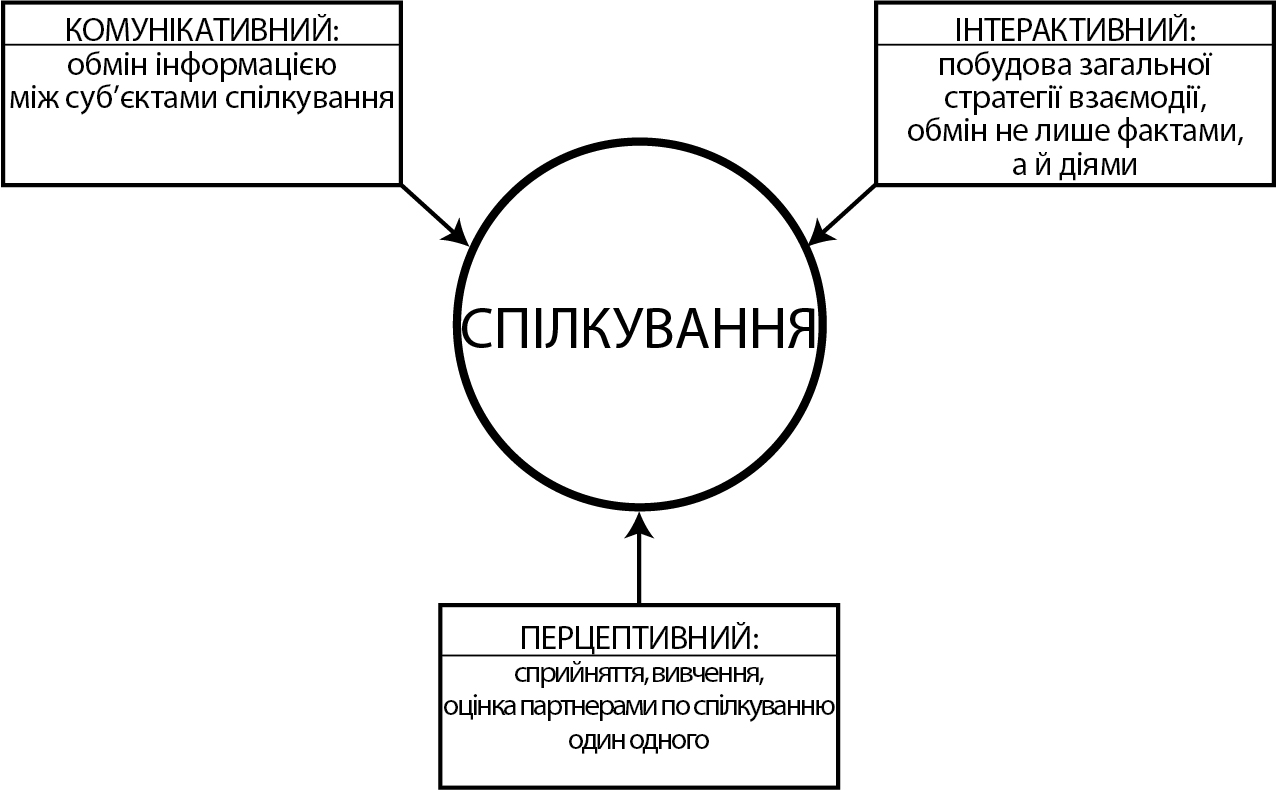 КОМУНІКАТИВНИЙ:
обмін інформацією
між суб’єктами спілкування
ІНТЕРАКТИВНИЙ:
побудова загальної
стратегії взаємодії,
обмін не лише фактами,
а й діями
СПІЛКУВАННЯ
ПЕРЦЕПТИВНИЙ:
сприйняття, вивчення,
оцінка партнерами по спілкуванню
один одного